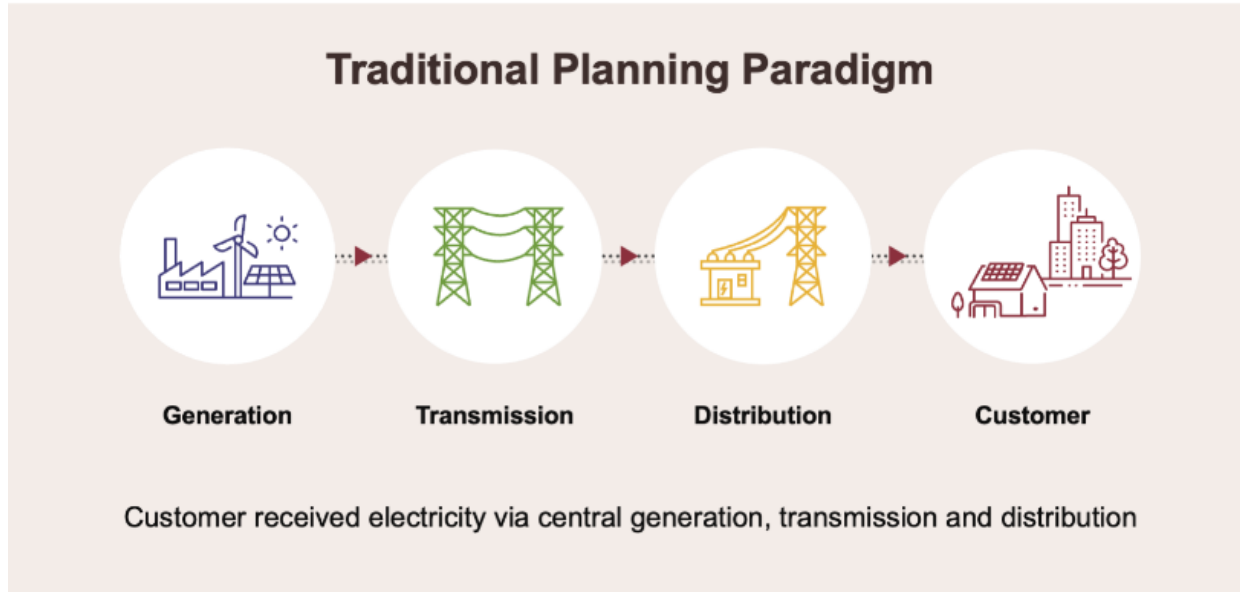 Traditional Planning Paradigm
Generation
Transmission
Distribution
Customer
Customer received electricity via central generation, transmission and distribution